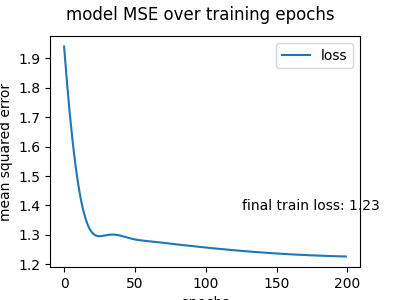 model MSE over training epochs
mean squared error
1.9
1.8
1.7
1.6
1.5
1.4
1.3
1.2
loss
final train loss: 1.23
0
50
100
150
200
epochs